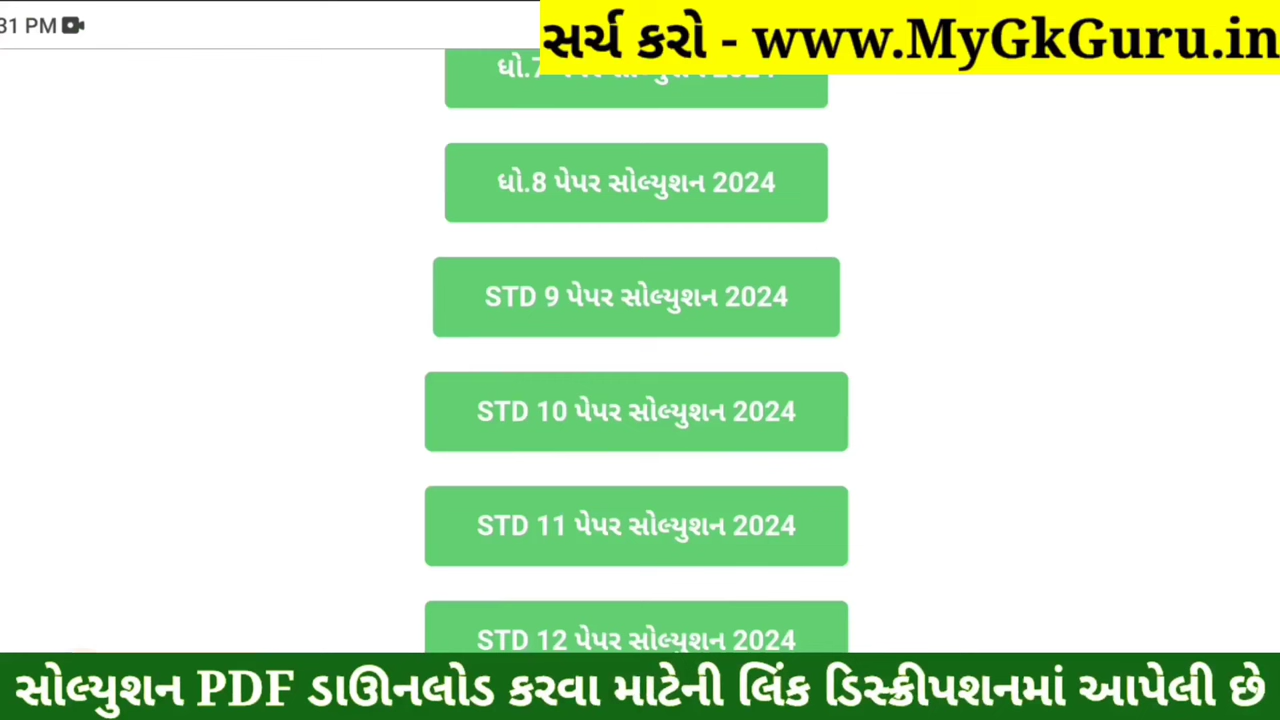 31 PM
સર્ચ કરો - www.MyGkGuru.in
ધો.7
ધો.8 પેપર સોલ્યુશન 2024
STD 9 પેપર સોલ્યુશન 2024
STD 10 પેપર સોલ્યુશન 2024
STD 11 પેપર સોલ્યુશન 2024
STD 12 પેપર સોલ્યુશન 2024
સોલ્યુશન PDF ડાઊનલોડ કરવા માટેની લિંક ડિસ્ક્રીપશનમાં આપેલી છે